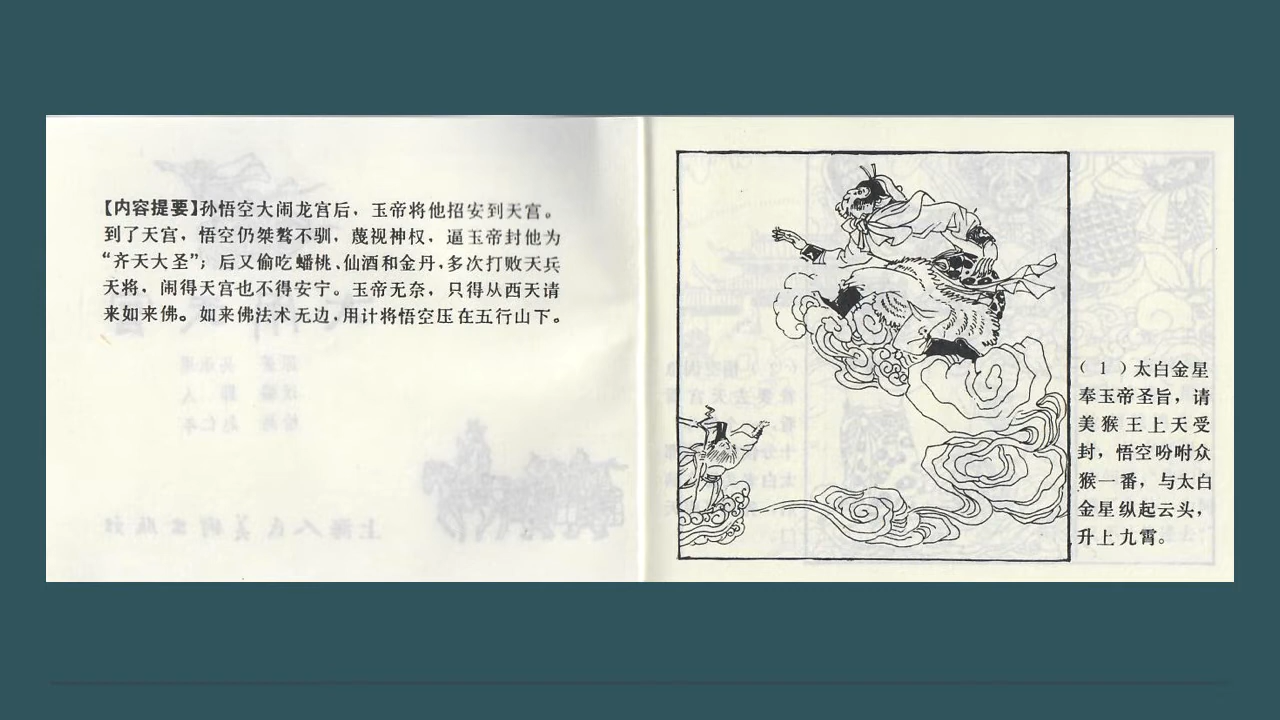 【内容提要】孙悟空大闹龙宫后，玉帝将他招安到天宫。
到了天宫，悟空仍桀骜不驯，蔑视神权，逼玉帝封他为
“齐天大圣”；后又偷吃蟠桃、仙酒和金丹，多次打败天兵
天将，闹得天宫也不得安宁。玉帝无奈，只得从西天请
来如来佛。如来佛法术无边，用计将悟空压在五行山下。
（1）太白金星
奉玉帝圣旨，请
美猴王上天受
封，悟空吩咐众
猴一番，与太白
金星纵起云头，
升上九霄。